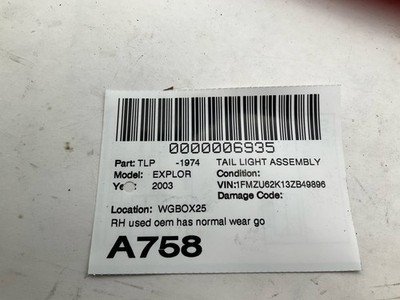 0000006935
Part: TLP -1974 TAIL LIGHT ASSEMBLY
Model: EXPLOR Condition:
2003 VIN:1FMZU62K13ZB49896
Damage Code:
Location: WGBOX25
RH used oem has normal wear go
A758